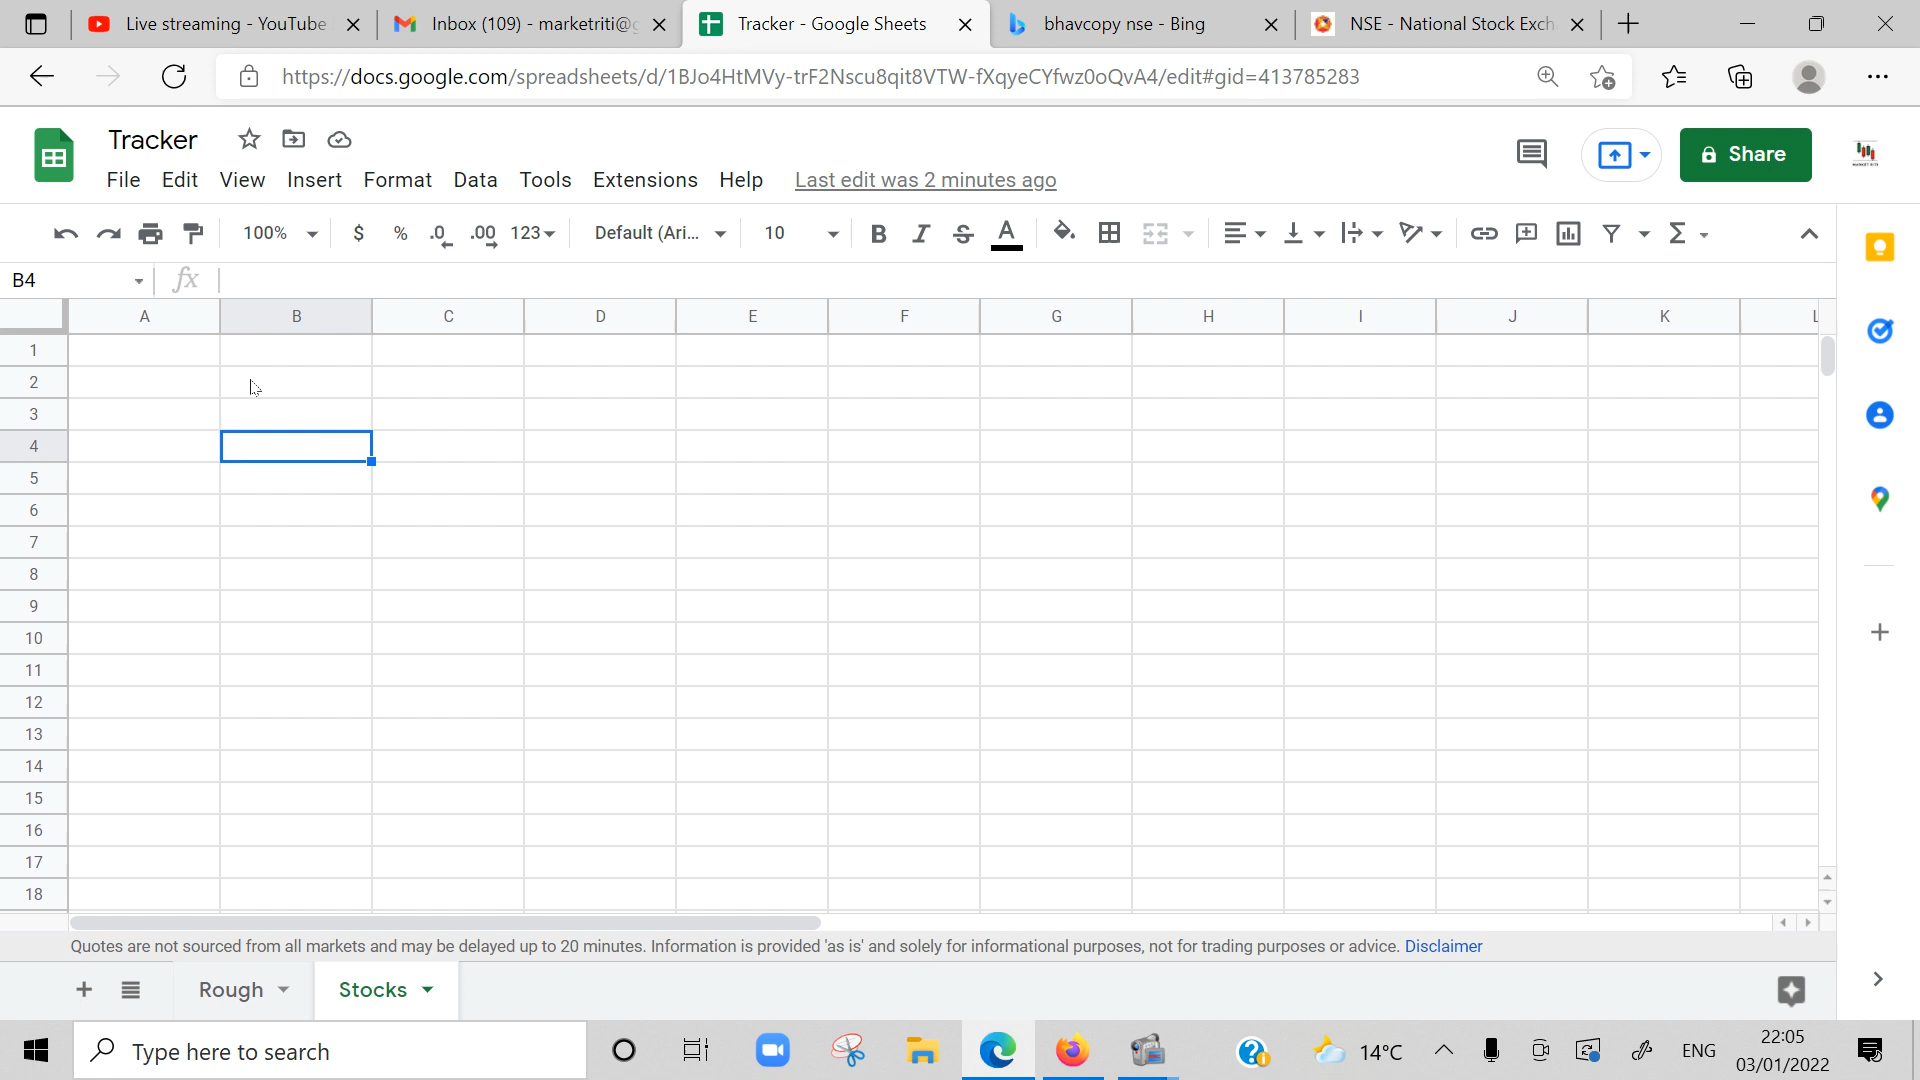 Live streaming - YouTube
Inbox (109) - marketriti@g
Tracker - Google Sheets
bhavcopy nse - Bing
NSE - National Stock Exch
https://docs.google.com/spreadsheets/d/1BJo4HtMVy-trF2Nscu8qit8VTW-fXqyeCYfwz0oQvA4/edit#gid=413785283
Tracker
Share
File Edit View Insert Format Data Tools Extensions Help Last edit was 2 minutes ago
100% $ % .0 .00 123 Default (Ari... 10 B I S A
B4 fx
A B C D E F G H I J K L
1
2
3
4
5
6
7
8
9
10
11
12
13
14
15
16
17
18
Quotes are not sourced from all markets and may be delayed up to 20 minutes. Information is provided 'as is' and solely for informational purposes, not for trading purposes or advice. Disclaimer
Rough Stocks
Type here to search
14°C
ENG
22:05
03/01/2022